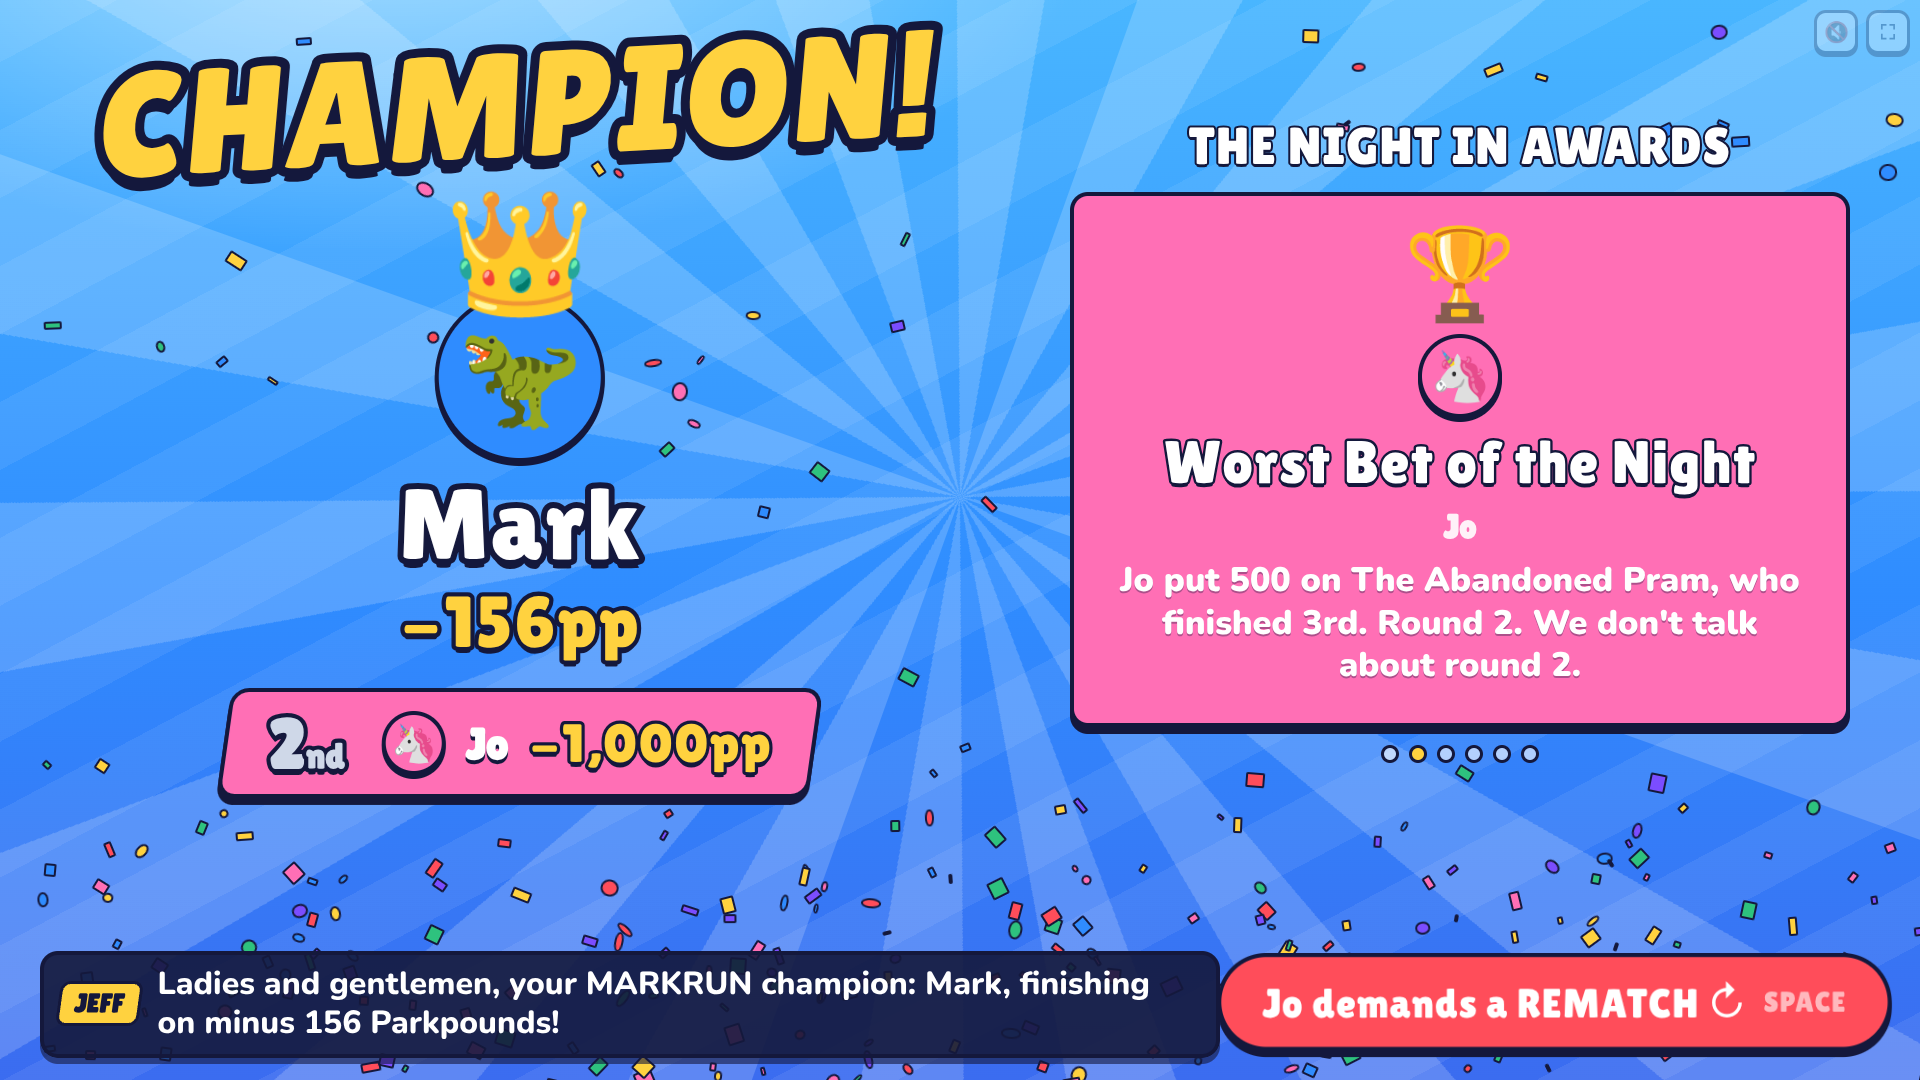 CHAMPION!
Mark
–156pp
2nd Jo –1,000pp
THE NIGHT IN AWARDS
Worst Bet of the Night
Jo
Jo put 500 on The Abandoned Pram, who
finished 3rd. Round 2. We don't talk
about round 2.
JEFF
Ladies and gentlemen, your MARKRUN champion: Mark, finishing
on minus 156 Parkpounds!
Jo demands a REMATCH SPACE